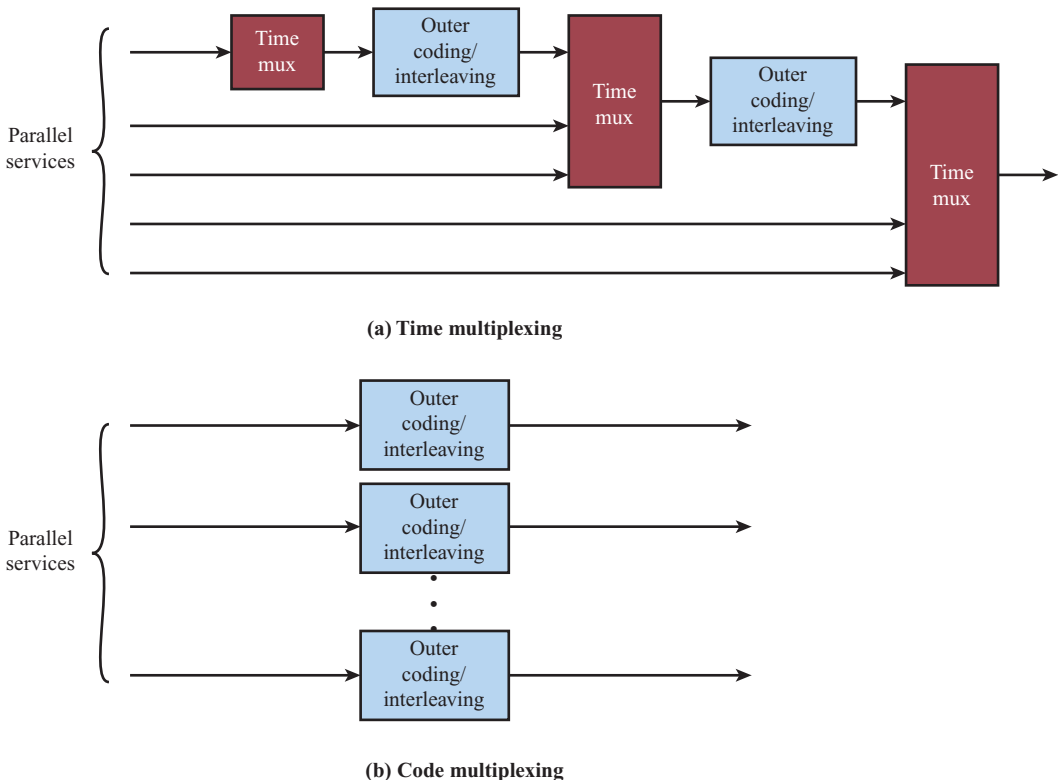 Time
mux
Outer
coding/
interleaving
Time
mux
Outer
coding/
interleaving
Time
mux
Parallel
services
(a) Time multiplexing
Outer
coding/
interleaving
Outer
coding/
interleaving
Parallel
services
Outer
coding/
interleaving
(b) Code multiplexing